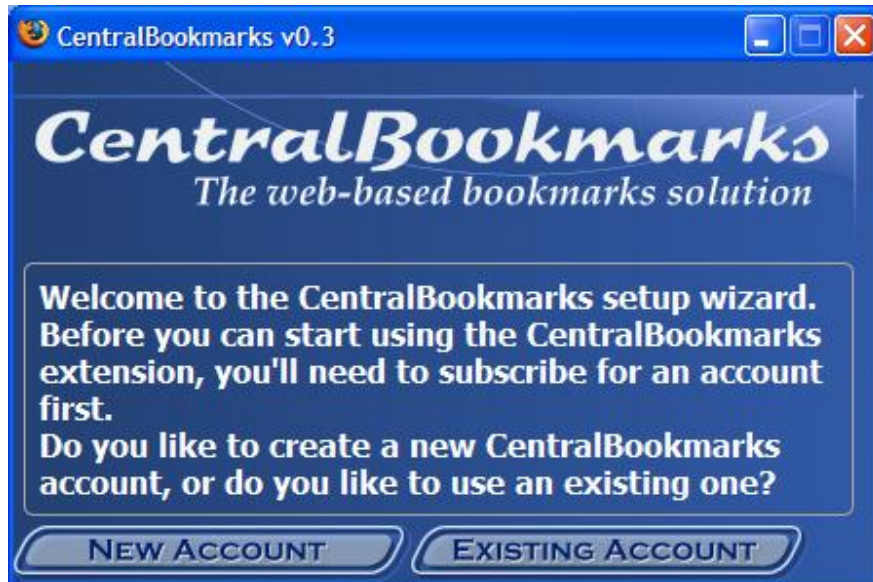 CentralBookmarks v0.3
CentralBookmarks
The web-based bookmarks solution
Welcome to the CentralBookmarks setup wizard.
Before you can start using the CentralBookmarks
extension, you'll need to subscribe for an account
first.
Do you like to create a new CentralBookmarks
account, or do you like to use an existing one?
NEW ACCOUNT
EXISTING ACCOUNT